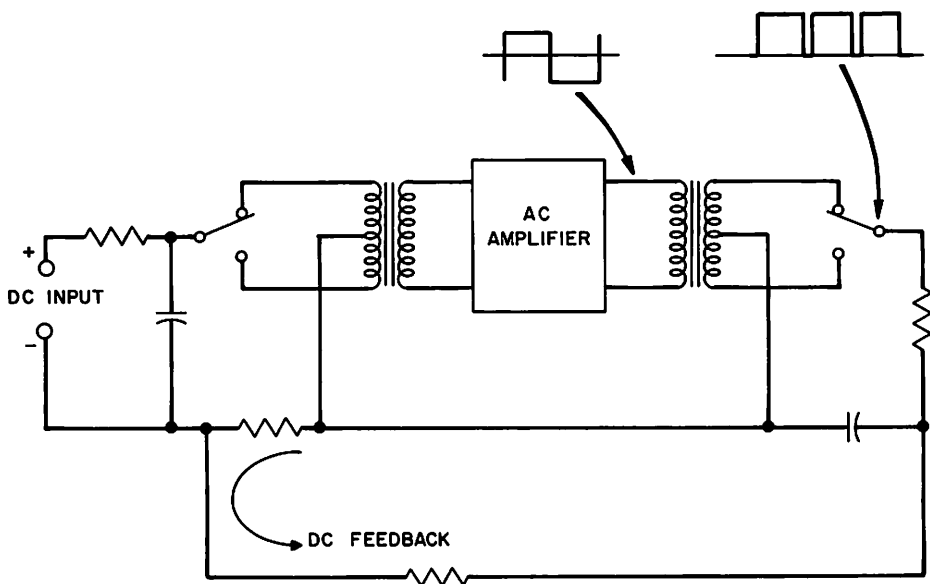 AC
AMPLIFIER
+
DC INPUT
-
DC FEEDBACK